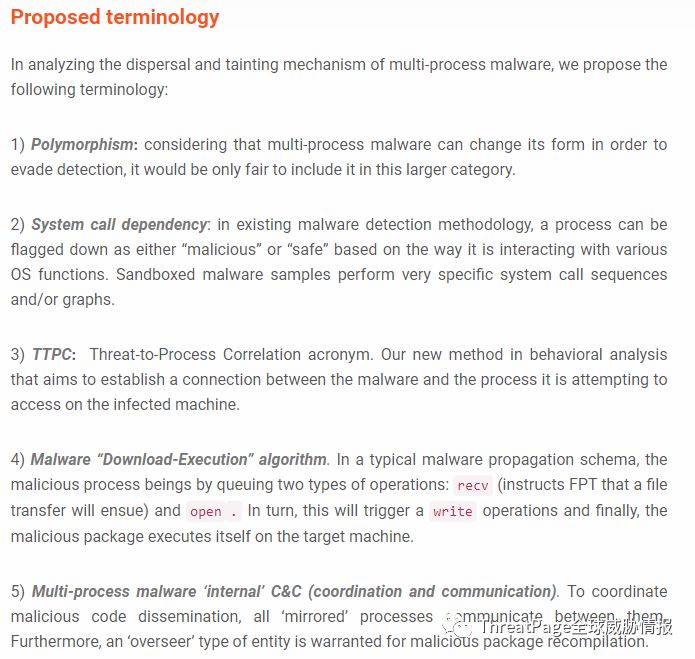 Proposed terminology
In analyzing the dispersal and tainting mechanism of multi-process malware, we propose the
following terminology:
1) Polymorphism: considering that multi-process malware can change its form in order to
evade detection, it would be only fair to include it in this larger category.
2) System call dependency: in existing malware detection methodology, a process can be
flagged down as either “malicious” or “safe” based on the way it is interacting with various
OS functions. Sandboxed malware samples perform very specific system call sequences
and/or graphs.
3) TTPC: Threat-to-Process Correlation acronym. Our new method in behavioral analysis
that aims to establish a connection between the malware and the process it is attempting to
access on the infected machine.
4) Malware “Download-Execution” algorithm. In a typical malware propagation schema, the
malicious process beings by queuing two types of operations: recv (instructs FPT that a file
transfer will ensue) and open . In turn, this will trigger a write operations and finally, the
malicious package executes itself on the target machine.
5) Multi-process malware ‘internal’ C&C (coordination and communication). To coordinate
malicious code dissemination, all ‘mirrored’ processes communicate between them.
Furthermore, an ‘overseer’ type of entity is warranted for malicious package recompilation.
ThreatPage全球威胁情报